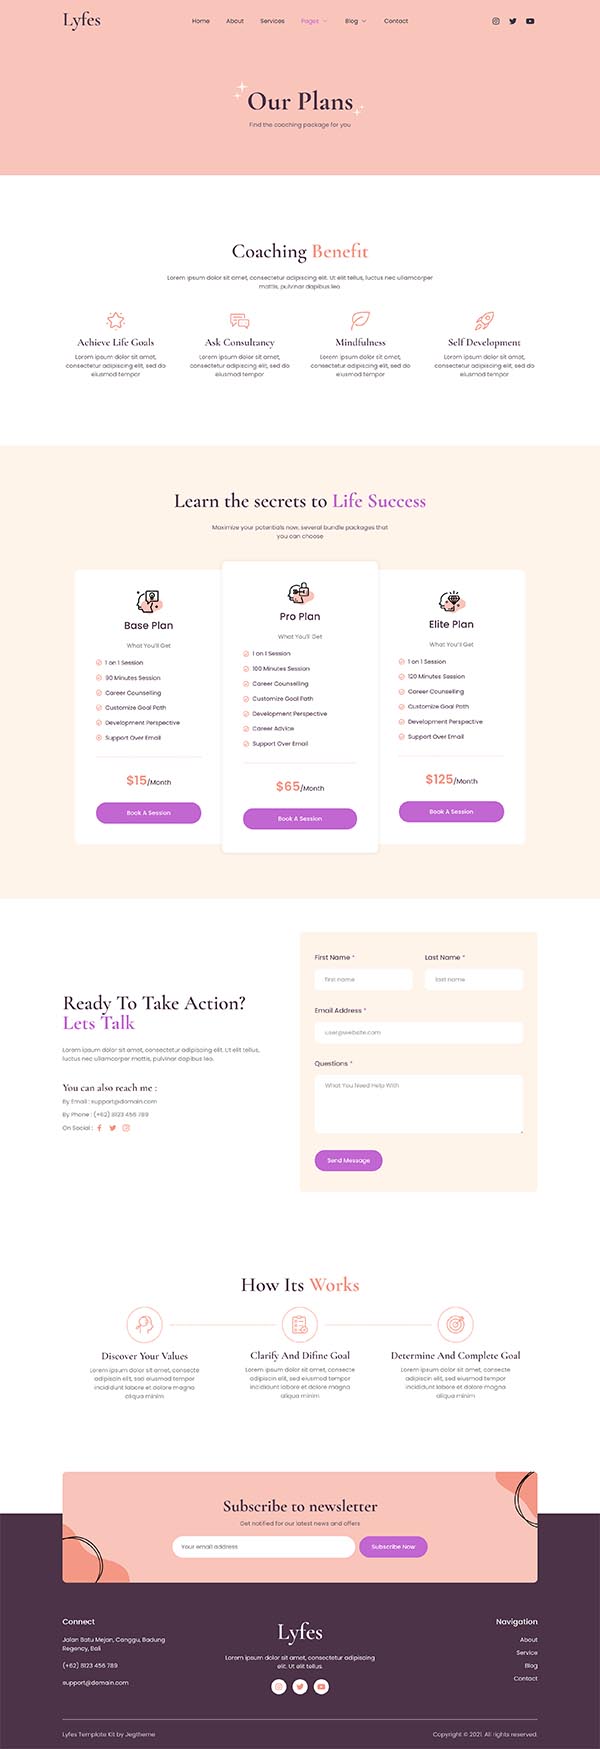 Lyfes
Home About Services Pages Blog Contact
Our Plans
Find the coaching package for you
Coaching Benefit
Lorem ipsum dolor sit amet, consectetur adipiscing elit. Ut elit tellus, luctus nec ullamcorper
mattis, pulvinar dapibus leo
Achieve Life Goals
Lorem ipsum dolor sit amet,
consectetur adipiscing elit, sed do
eiusmod tempor
Ask Consultancy
Lorem ipsum dolor sit amet,
consectetur adipiscing elit, sed do
eiusmod tempor
Mindfulness
Lorem ipsum dolor sit amet,
consectetur adipiscing elit, sed do
eiusmod tempor
Self Development
Lorem ipsum dolor sit amet,
consectetur adipiscing elit, sed do
eiusmod tempor
Learn the secrets to Life Success
Maximize your potentials now, several bundle packages that
you can choose
Base Plan
What You'll Get
1 on 1 Session
90 Minutes Session
Career Counselling
Customize Goal Path
Development Perspective
Support Over Email
$15/Month
Book A Session
Pro Plan
What You'll Get
1 on 1 Session
100 Minutes Session
Career Counselling
Customize Goal Path
Development Perspective
Career Advice
Support Over Email
$65/Month
Book A Session
Elite Plan
What You'll Get
1 on 1 Session
120 Minutes Session
Career Counselling
Customize Goal Path
Development Perspective
Support Over Email
$125/Month
Book A Session
Ready To Take Action?
Lets Talk
Lorem ipsum dolor sit amet, consectetur adipiscing elit. Ut elit tellus,
luctus nec ullamcorper mattis, pulvinar dapibus leo.
You can also reach me :
By Email : support@domain.com
By Phone : (+62) 8123 456 789
On Social :
First Name * Last Name *
first name last name
Email Address *
user@website.com
Questions *
What You Need Help With
Send Message
How Its Works
Discover Your Values
Lorem ipsum dolor sit amet, consecte
adipiscin elit, sed do eiusmod tempor
incididunt labore et dolore magna
aliqua minim
Clarify And Difine Goal
Lorem ipsum dolor sit amet, consecte
adipiscin elit, sed do eiusmod tempor
incididunt labore et dolore magna
aliqua minim
Determine And Complete Goal
Lorem ipsum dolor sit amet, consecte
adipiscin elit, sed do eiusmod tempor
incididunt labore et dolore magna
aliqua minim
Subscribe to newsletter
Get notified for our latest news and offers
Your email address Subscribe Now
Connect
Jalan Batu Mejan, Canggu, Badung
Regency, Bali
(+62) 8123 456 789
support@domain.com
Lyfes
Lorem ipsum dolor sit amet, consectetur adipiscing
elit. Ut elit tellus.
Navigation
About
Service
Blog
Contact
Lyfes Template Kit by Jegtheme
Copyright © 2021. All rights reserved.